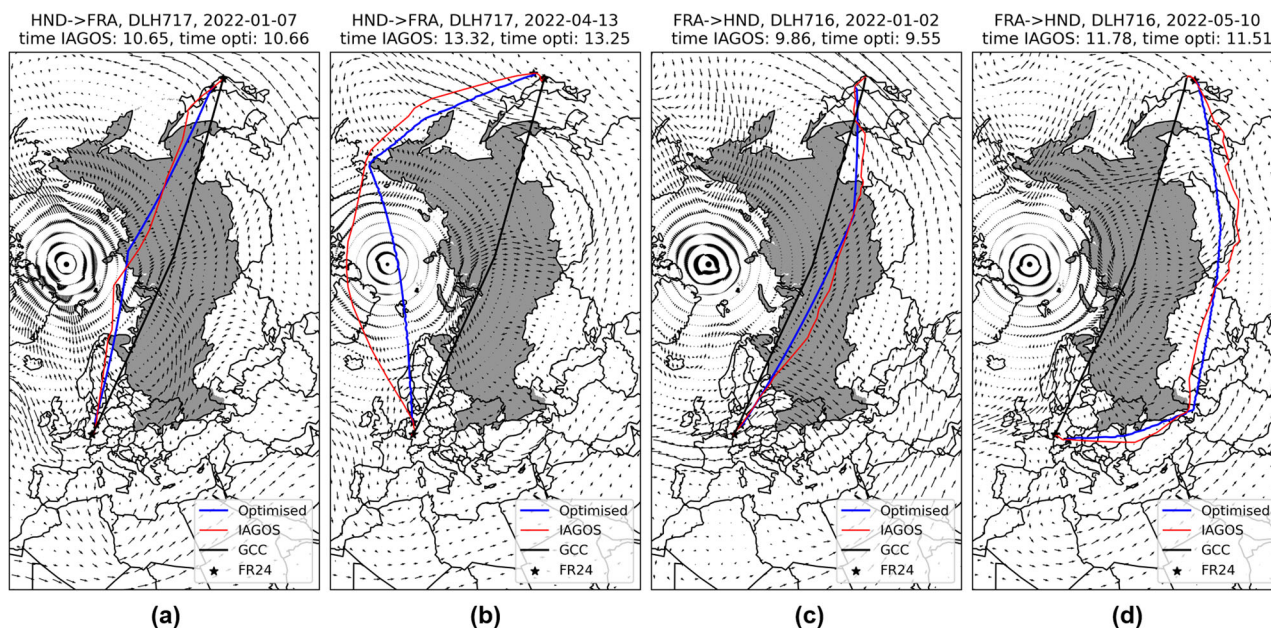 HND->FRA, DLH717, 2022-01-07
time IAGOS: 10.65, time opti: 10.66
HND->FRA, DLH717, 2022-04-13
time IAGOS: 13.32, time opti: 13.25
FRA->HND, DLH716, 2022-01-02
time IAGOS: 9.86, time opti: 9.55
FRA->HND, DLH716, 2022-05-10
time IAGOS: 11.78, time opti: 11.51
Optimised
IAGOS
GCC
FR24
Optimised
IAGOS
GCC
FR24
Optimised
IAGOS
GCC
FR24
Optimised
IAGOS
GCC
FR24
(a)
(b)
(c)
(d)